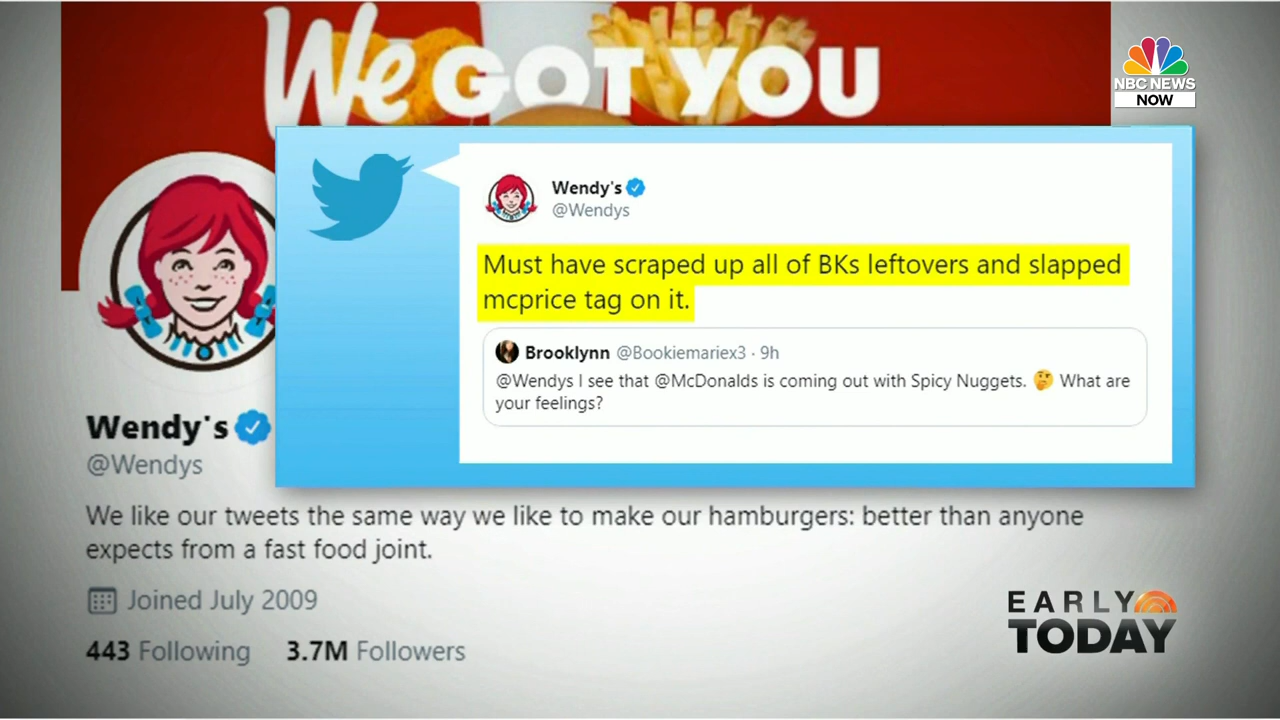 We GOT YOU
NBC NEWS
NOW
Wendy's
@Wendys
Must have scraped up all of BKs leftovers and slapped
mcprice tag on it.
Brooklynn @Bookiemariex3 · 9h
@Wendys I see that @McDonalds is coming out with Spicy Nuggets. 🤔 What are
your feelings?
Wendy's
@Wendys
We like our tweets the same way we like to make our hamburgers: better than anyone
expects from a fast food joint.
Joined July 2009
443 Following 3.7M Followers
EARLY
TODAY